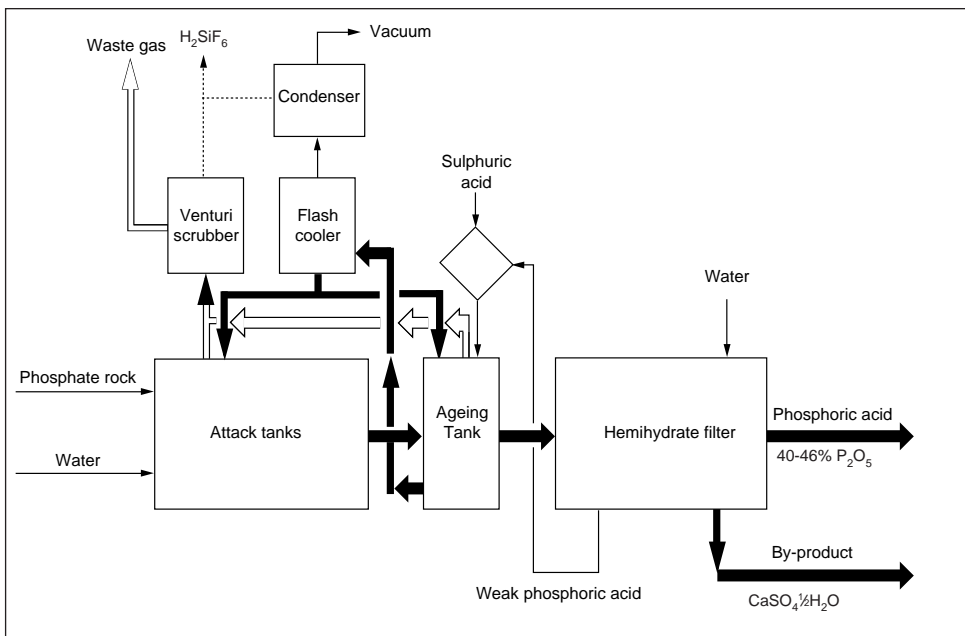 Vacuum
H₂SiF₆
Waste gas
Condenser
Sulphuric
acid
Venturi
scrubber
Flash
cooler
Water
Phosphate rock
Attack tanks
Ageing
Tank
Hemihydrate filter
Phosphoric acid
40-46% P₂O₅
Water
By-product
Weak phosphoric acid
CaSO₄½H₂O